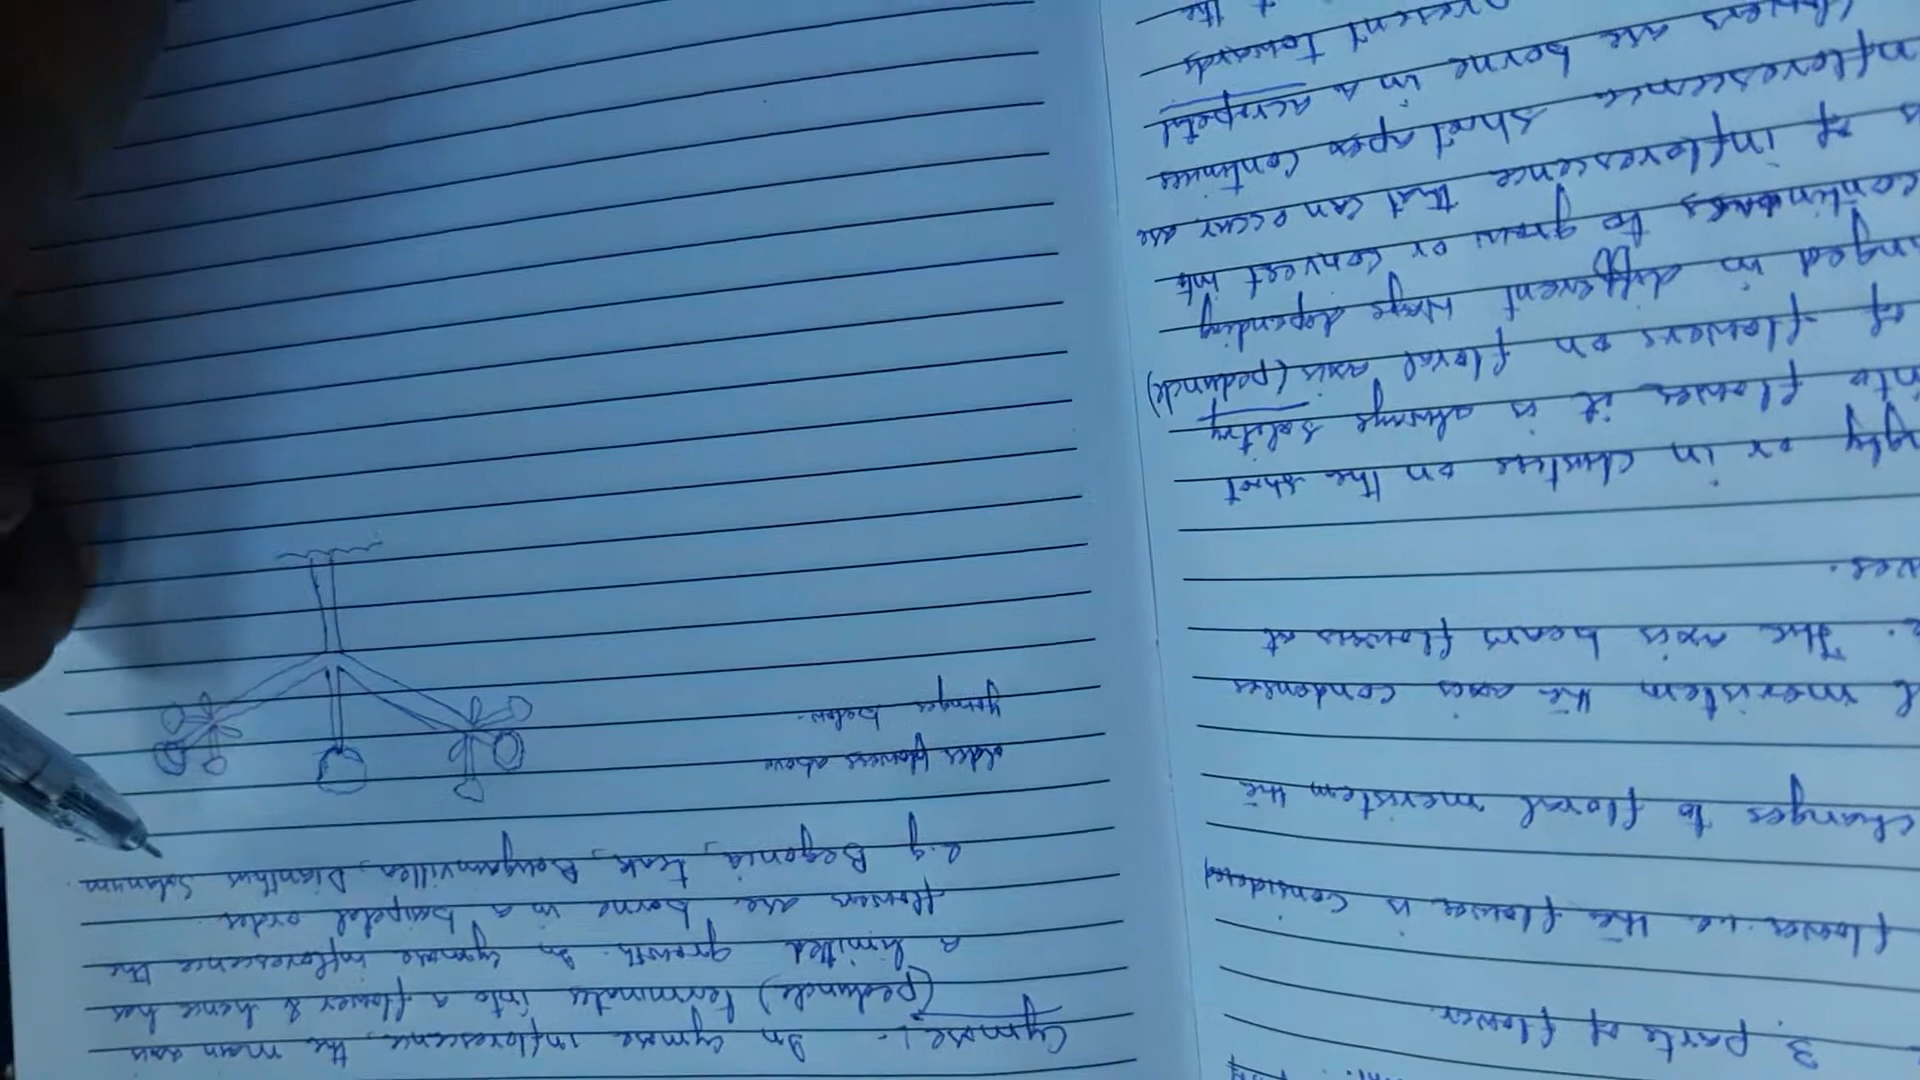 3. parts of flower
flower i.e the flower is considered
changes to floral meristem the
meristem the axis condenses
. The axis bears flowers at
or in clusters on the shoot
flower it is always solitry
of flowers on floral axis (peduncle)
in different ways depending
continues to grow or convert into
of inflorescence that can occur are
inflorescence shoot apex continues
are borne in a acropetal
towards
the
Cymose :- In cymose inflorescence, the main axis
(peduncle) terminates into a flower & hence has
a limited growth. In cymose inflorescence the
flowers are borne in a basipetal order.
e.g Begonia, teak, Bougainvillea, Dianthus Solanum.
older flowers above
younger below.